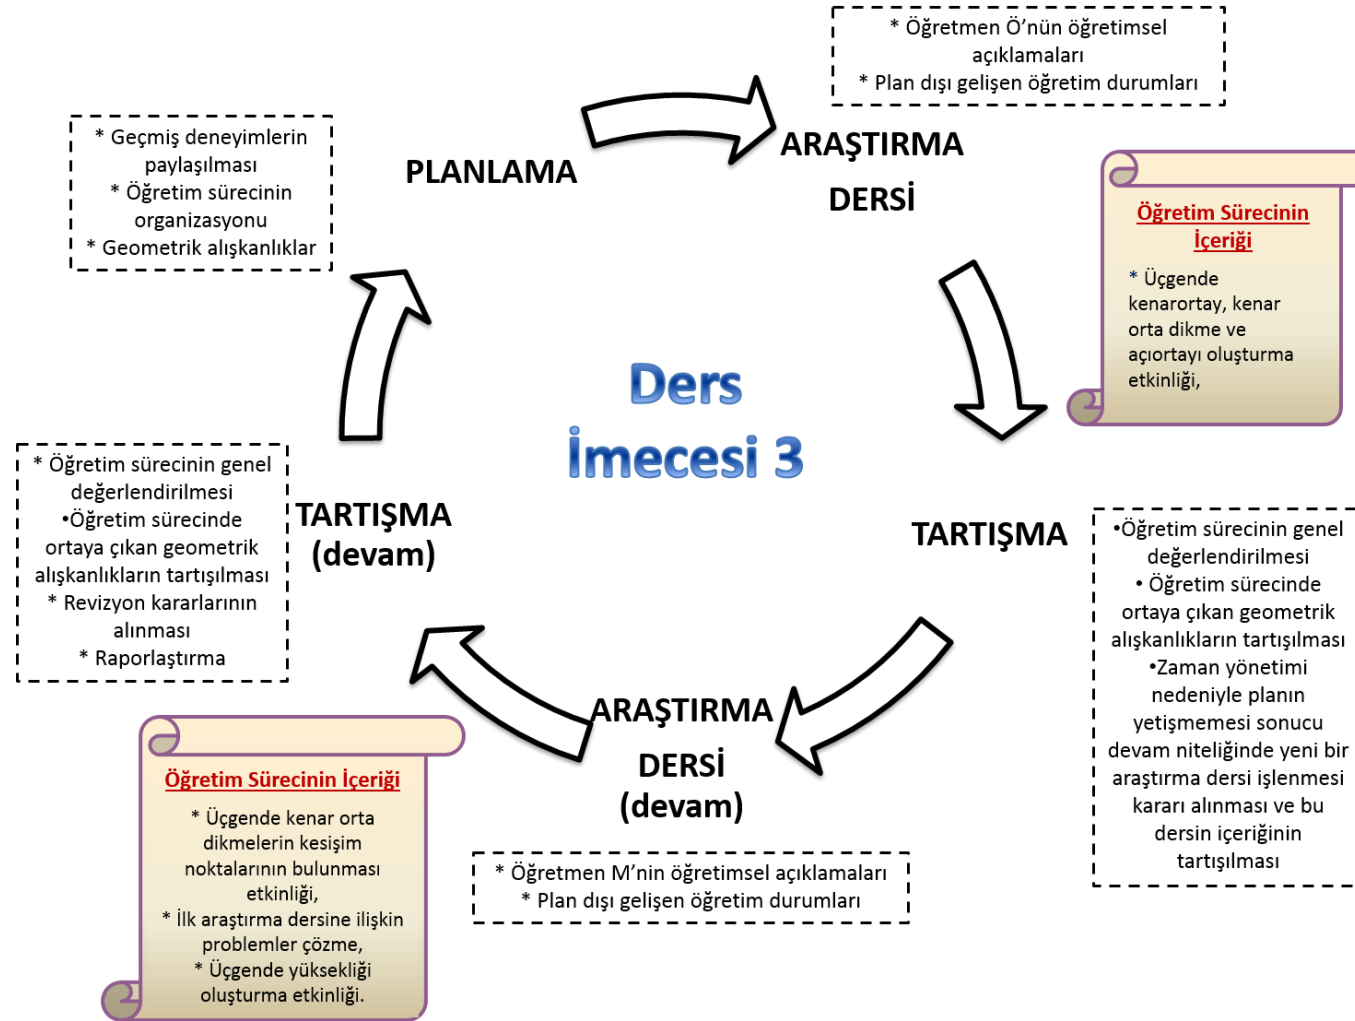 * Öğretmen Ö’nün öğretimsel
açıklamaları
* Plan dışı gelişen öğretim durumları
* Geçmiş deneyimlerin
paylaşılması
* Öğretim sürecinin
organizasyonu
* Geometrik alışkanlıklar
PLANLAMA
ARAŞTIRMA
DERSİ
Öğretim Sürecinin
İçeriği
* Üçgende
kenarortay, kenar
orta dikme ve
açıortayı oluşturma
etkinliği,
Ders
İmecesi 3
* Öğretim sürecinin genel
değerlendirilmesi
•Öğretim sürecinde
ortaya çıkan geometrik
alışkanlıkların tartışılması
* Revizyon kararlarının
alınması
* Raporlaştırma
TARTIŞMA
(devam)
TARTIŞMA
•Öğretim sürecinin genel
değerlendirilmesi
• Öğretim sürecinde
ortaya çıkan geometrik
alışkanlıkların tartışılması
•Zaman yönetimi
nedeniyle planın
yetişmemesi sonucu
devam niteliğinde yeni bir
araştırma dersi işlenmesi
kararı alınması ve bu
dersin içeriğinin
tartışılması
ARAŞTIRMA
DERSİ
(devam)
* Öğretmen M’nin öğretimsel açıklamaları
* Plan dışı gelişen öğretim durumları
Öğretim Sürecinin İçeriği
* Üçgende kenar orta
dikmelerin kesişim
noktalarının bulunması
etkinliği,
* İlk araştırma dersine ilişkin
problemler çözme,
* Üçgende yüksekliği
oluşturma etkinliği.